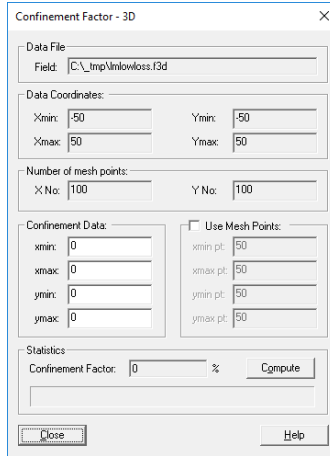 Confinement Factor - 3D
Data File
Field: C:\_tmp\lmlowloss.f3d
Data Coordinates:
Xmin: -50 Ymin: -50
Xmax: 50 Ymax: 50
Number of mesh points:
X No: 100 Y No: 100
Confinement Data: Use Mesh Points:
xmin: 0 xmin pt: 50
xmax: 0 xmax pt: 50
ymin: 0 ymin pt: 50
ymax: 0 ymax pt: 50
Statistics
Confinement Factor: 0 % Compute
Close Help